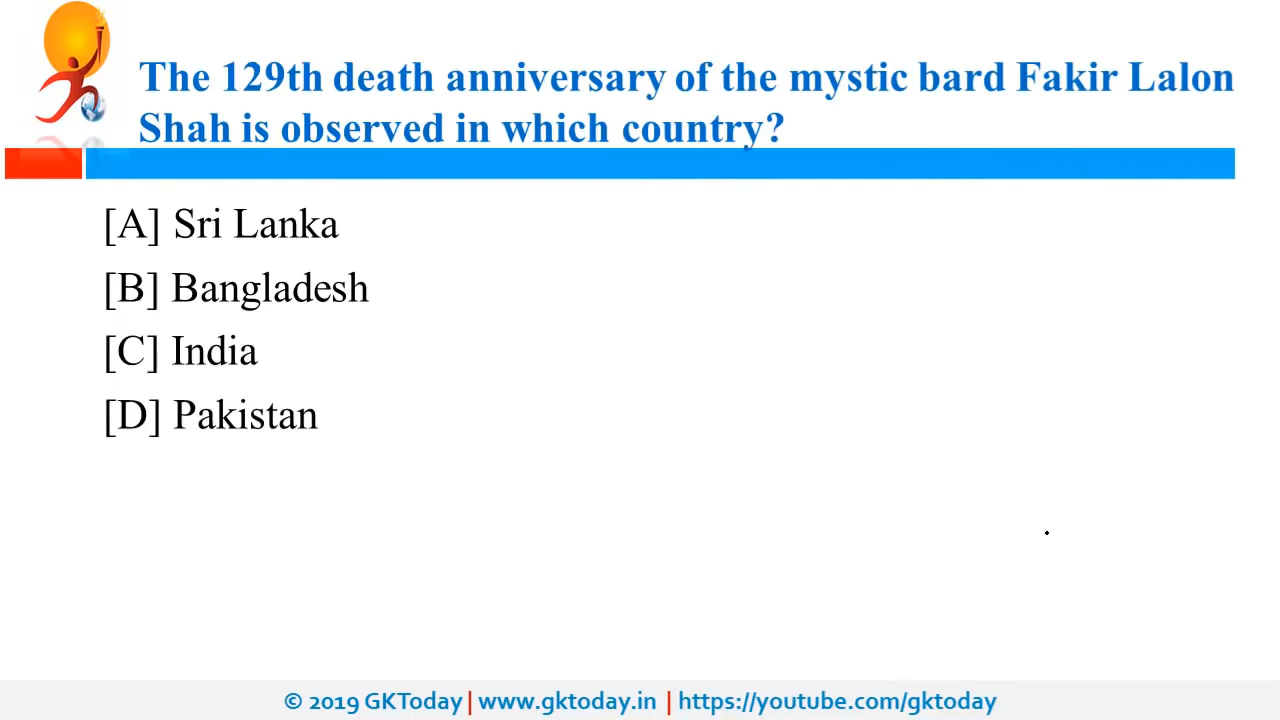 The 129th death anniversary of the mystic bard Fakir Lalon
Shah is observed in which country?
[A] Sri Lanka
[B] Bangladesh
[C] India
[D] Pakistan
© 2019 GKToday | www.gktoday.in | https://youtube.com/gktoday